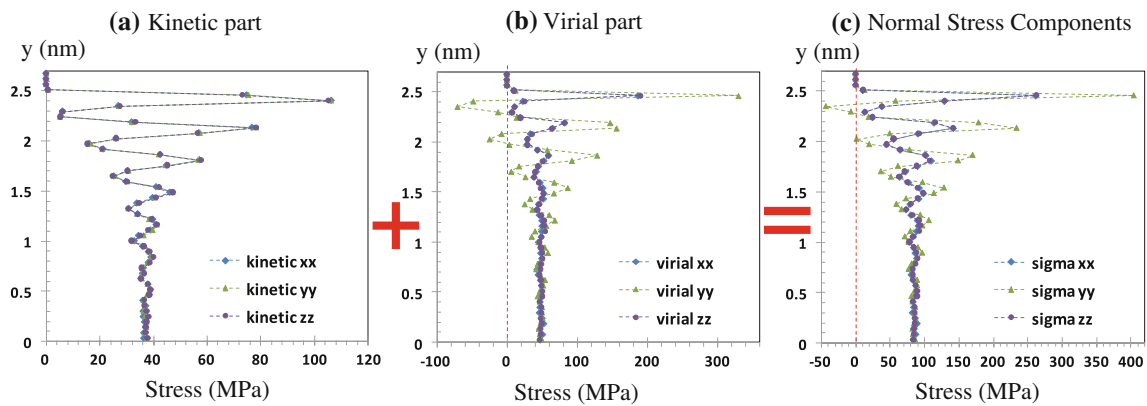 (a) Kinetic part
y (nm)
2.5
2
1.5
1
0.5
0
0 20 40 60 80 100 120
kinetic xx
kinetic yy
kinetic zz
Stress (MPa)
+
(b) Virial part
y (nm)
2.5
2
1.5
1
0.5
0
-100 0 100 200 300
virial xx
virial yy
virial zz
Stress (MPa)
=
(c) Normal Stress Components
y (nm)
2.5
2
1.5
1
0.5
0
-50 0 50 100 150 200 250 300 350 400
sigma xx
sigma yy
sigma zz
Stress (MPa)